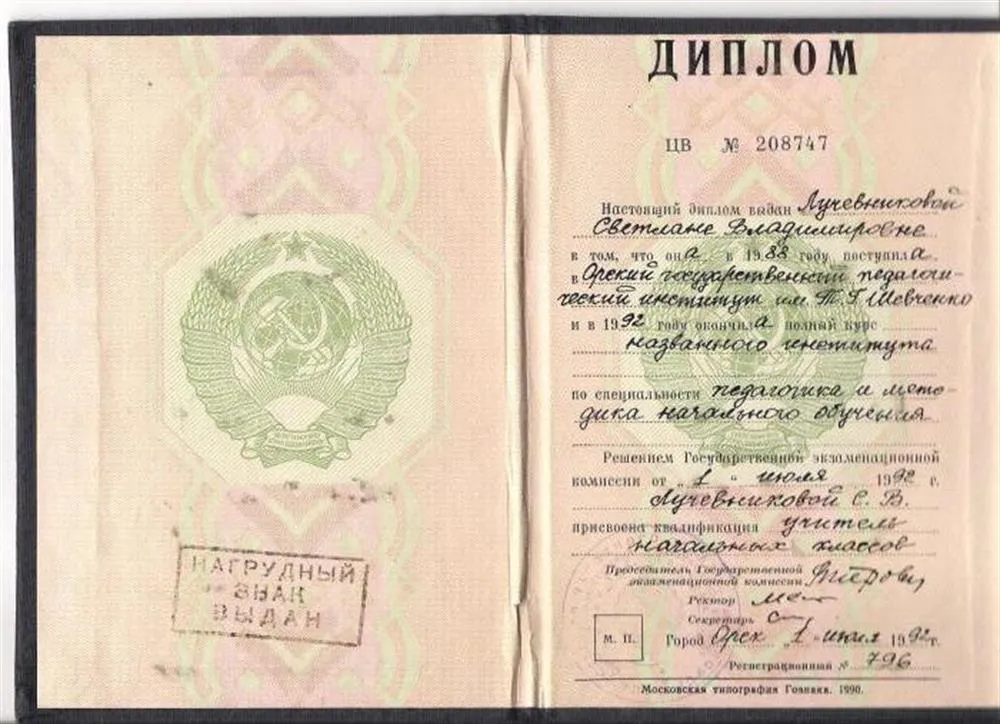 НАГРУДНЫЙ
ЗНАК
ВЫДАН
ДИПЛОМ
ЦВ № 208747
Настоящий диплом выдан Лучевниковой
Светлане Владимировне
в том, что она в 1988 году поступила
в Орский государственный педагоги-
ческий институт им. Т. Г. Шевченко
и в 1992 году окончила полный курс
названного института
по специальности педагогика и мето-
дика начального обучения
Решением Государственной экзаменационной
комиссии от „1“ июля 1992 г.
Лучевниковой С. В.
присвоена квалификация учитель
начальных классов
Председатель Государственной
экзаменационной комиссии
Ректор
Секретарь
М. П.
Город Орск „1“ июля 1992 г.
Регистрационный № 796
Московская типография Гознака. 1990.